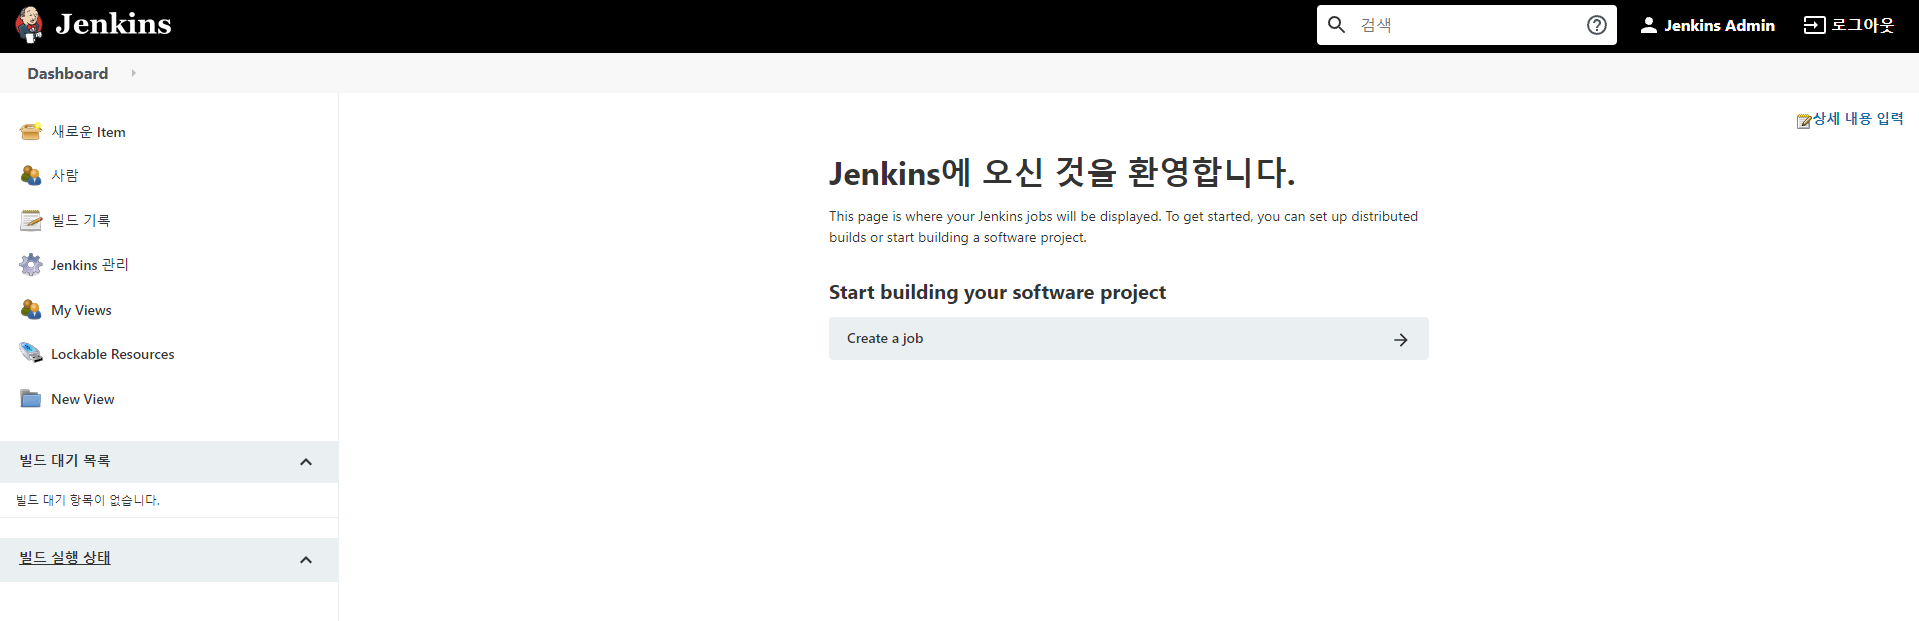 Jenkins
검색
Jenkins Admin
로그아웃
Dashboard
새로운 Item
사람
빌드 기록
Jenkins 관리
My Views
Lockable Resources
New View
빌드 대기 목록
빌드 대기 항목이 없습니다.
빌드 실행 상태
상세 내용 입력
Jenkins에 오신 것을 환영합니다.
This page is where your Jenkins jobs will be displayed. To get started, you can set up distributed
builds or start building a software project.
Start building your software project
Create a job